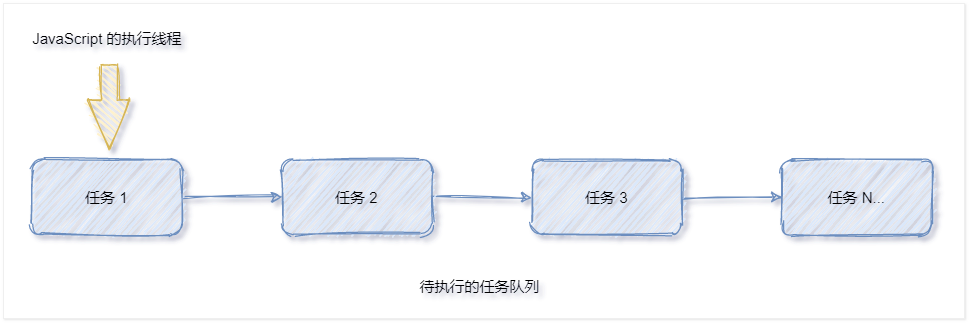 JavaScript 的执行线程
任务 1
任务 2
任务 3
任务 N...
待执行的任务队列